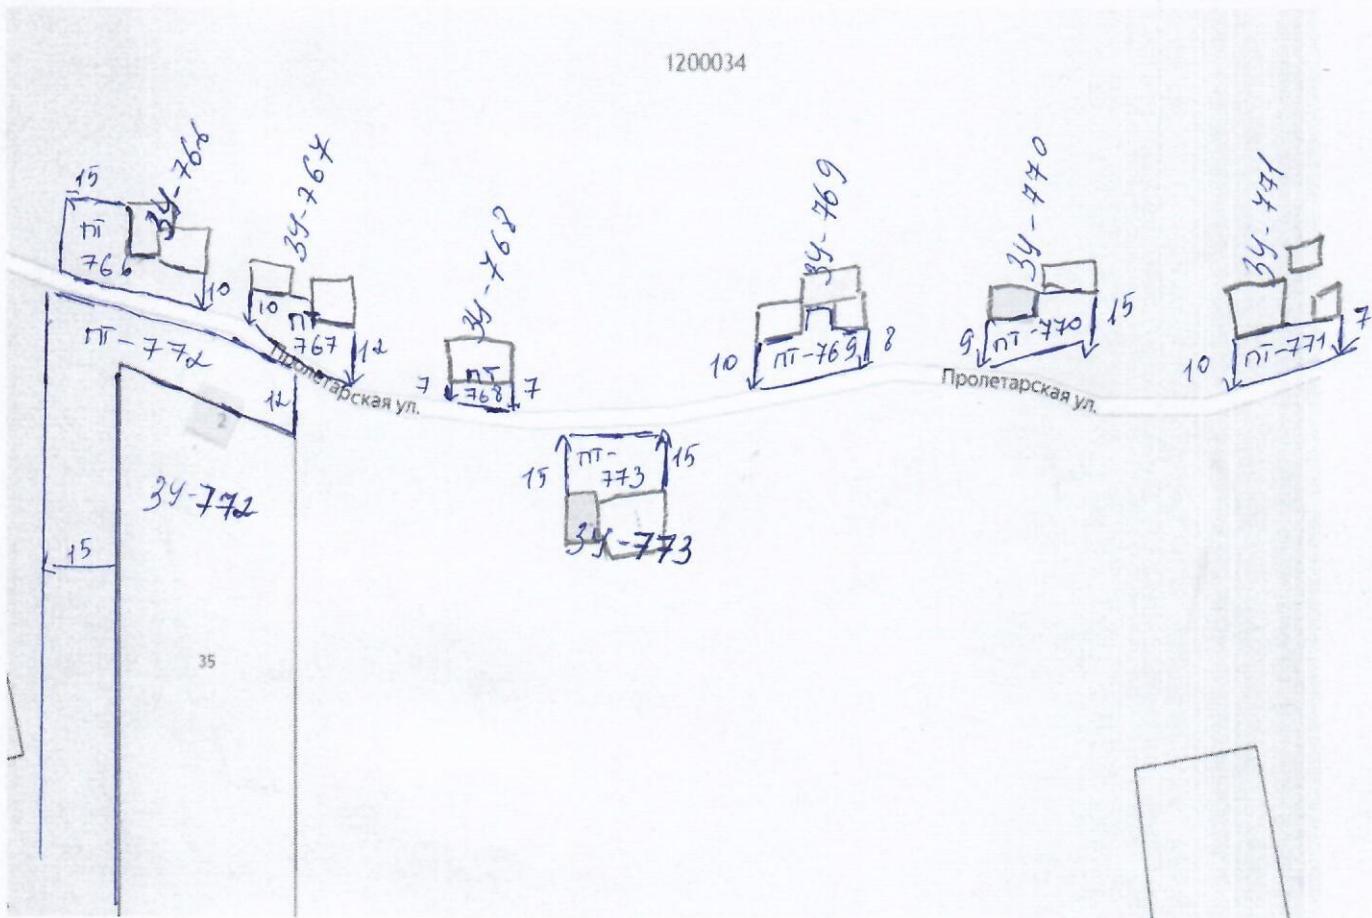 1200034
15
ЗУ-766
ПТ
766
10
ЗУ-767
10
ПТ
767
12
ЗУ-768
7
ПТ
768
7
ЗУ-769
10
ПТ-769
8
ЗУ-770
9
ПТ-770
15
ЗУ-771
10
ПТ-771
7
ПТ-772
Пролетарская ул.
Пролетарская ул.
12
2
15
ПТ-
773
15
ЗУ-772
ЗУ-773
15
35